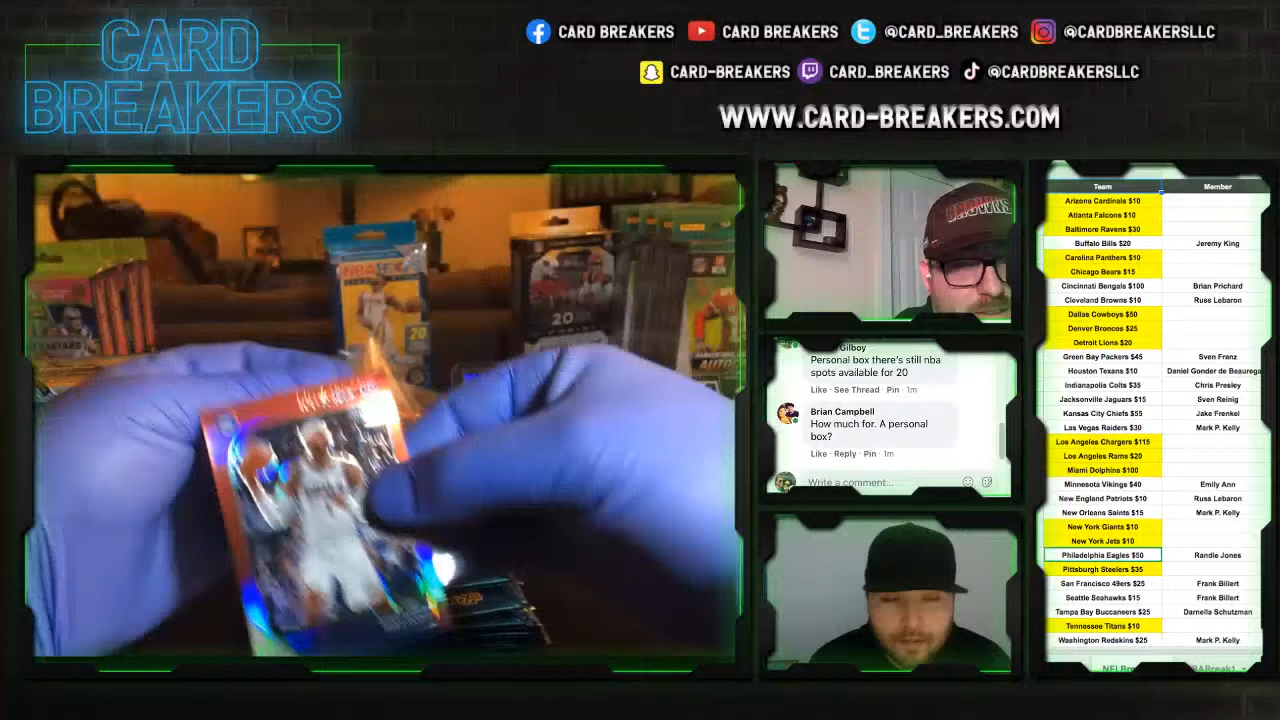 CARD
BREAKERS
CARD BREAKERS
CARD BREAKERS
@CARD_BREAKERS
@CARDBREAKERSLLC
CARD-BREAKERS
CARD_BREAKERS
@CARDBREAKERSLLC
WWW.CARD-BREAKERS.COM
20
20
BROWNS
Gilboy
Personal box there's still nba
spots available for 20
Like · See Thread · Pin · 1m
Brian Campbell
How much for. A personal
box?
Like · Reply · Pin · 1m
Write a comment...
Team Member
Arizona Cardinals $10
Atlanta Falcons $10
Baltimore Ravens $30
Buffalo Bills $20 Jeremy King
Carolina Panthers $10
Chicago Bears $15
Cincinnati Bengals $100 Brian Prichard
Cleveland Browns $10 Russ Lebaron
Dallas Cowboys $50
Denver Broncos $25
Detroit Lions $20
Green Bay Packers $45 Sven Franz
Houston Texans $10 Daniel Gonder de Beaurega
Indianapolis Colts $35 Chris Presley
Jacksonville Jaguars $15 Sven Reinig
Kansas City Chiefs $55 Jake Frenkel
Las Vegas Raiders $30 Mark P. Kelly
Los Angeles Chargers $115
Los Angeles Rams $20
Miami Dolphins $100
Minnesota Vikings $40 Emily Ann
New England Patriots $10 Russ Lebaron
New Orleans Saints $15 Mark P. Kelly
New York Giants $10
New York Jets $10
Philadelphia Eagles $50 Randie Jones
Pittsburgh Steelers $35
San Francisco 49ers $25 Frank Billert
Seattle Seahawks $15 Frank Billert
Tampa Bay Buccaneers $25 Darnella Schutzman
Tennessee Titans $10
Washington Redskins $25 Mark P. Kelly